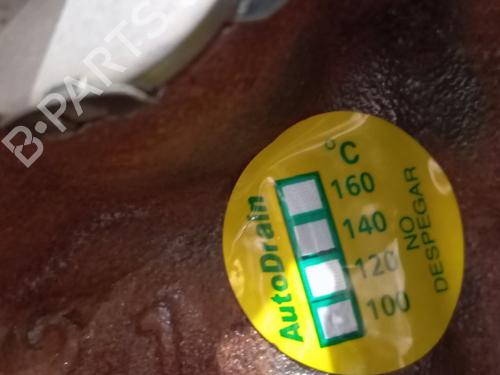 B-PARTS
°C
160
140
120
100
AutoDrain
NO
DESPEGAR